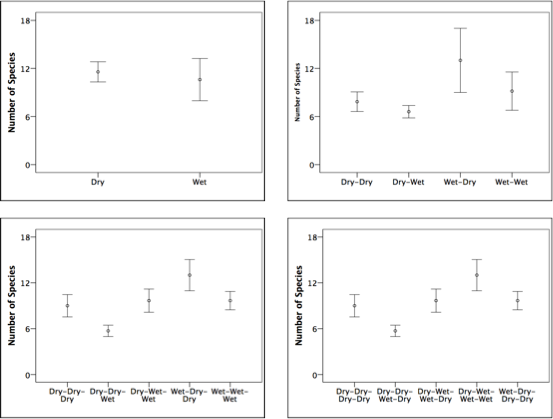 Number of Species
18
12
6
0
Dry Wet
Number of Species
18
12
6
0
Dry-Dry Dry-Wet Wet-Dry Wet-Wet
Number of Species
18
12
6
0
Dry-Dry- Dry-Dry- Dry-Wet- Wet-Dry- Wet-Wet-
Dry Wet Wet Dry Wet
Number of Species
18
12
6
0
Dry-Dry- Dry-Dry- Dry-Wet- Wet-Wet- Wet-Dry-
Dry-Dry Wet-Dry Wet-Dry Wet-Wet Dry-Dry